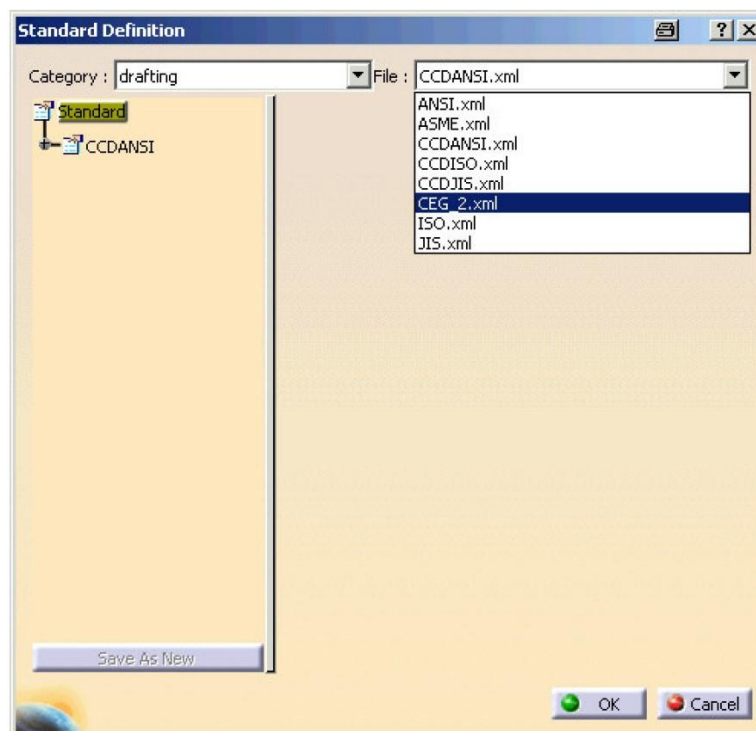 Standard Definition
Category : drafting File : CCDANSI.xml
Standard
CCDANSI
ANSI.xml
ASME.xml
CCDANSI.xml
CCDISO.xml
CCDJIS.xml
CEG_2.xml
ISO.xml
JIS.xml
Save As New
OK Cancel